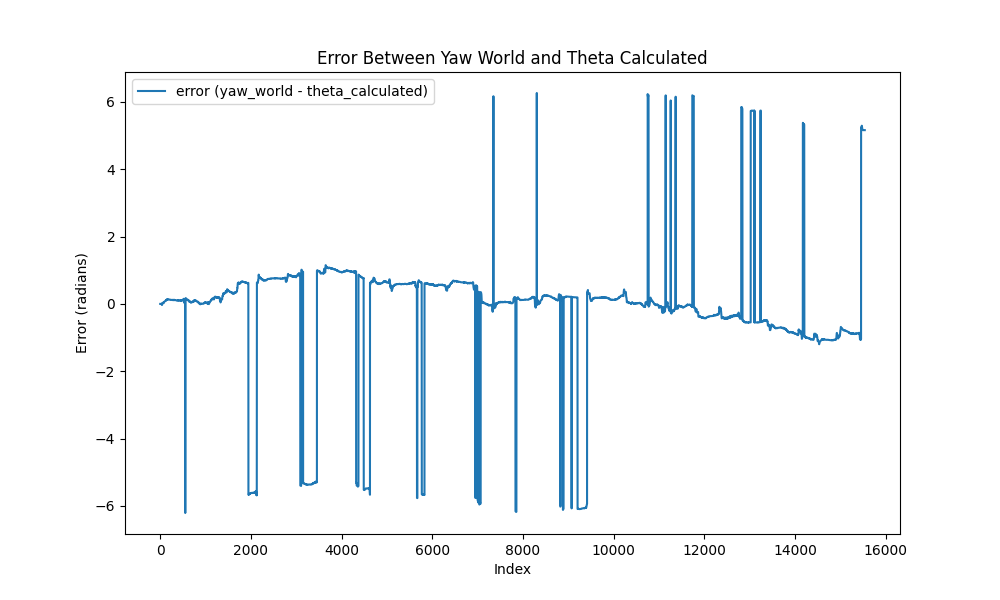 Error Between Yaw World and Theta Calculated
error (yaw_world - theta_calculated)
6
4
2
0
−2
−4
−6
Error (radians)
0 2000 4000 6000 8000 10000 12000 14000 16000
Index